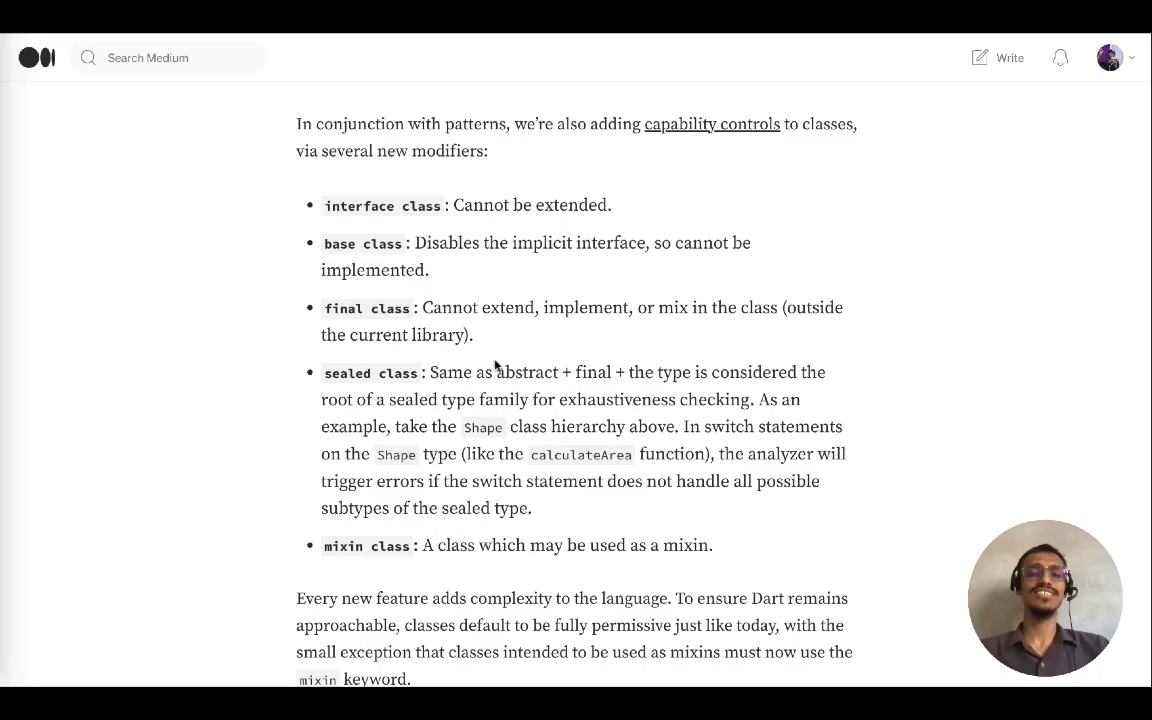 Search Medium
Write
In conjunction with patterns, we’re also adding capability controls to classes,
via several new modifiers:
• interface class: Cannot be extended.
• base class: Disables the implicit interface, so cannot be
implemented.
• final class: Cannot extend, implement, or mix in the class (outside
the current library).
• sealed class: Same as abstract + final + the type is considered the
root of a sealed type family for exhaustiveness checking. As an
example, take the Shape class hierarchy above. In switch statements
on the Shape type (like the calculateArea function), the analyzer will
trigger errors if the switch statement does not handle all possible
subtypes of the sealed type.
• mixin class: A class which may be used as a mixin.
Every new feature adds complexity to the language. To ensure Dart remains
approachable, classes default to be fully permissive just like today, with the
small exception that classes intended to be used as mixins must now use the
mixin keyword.